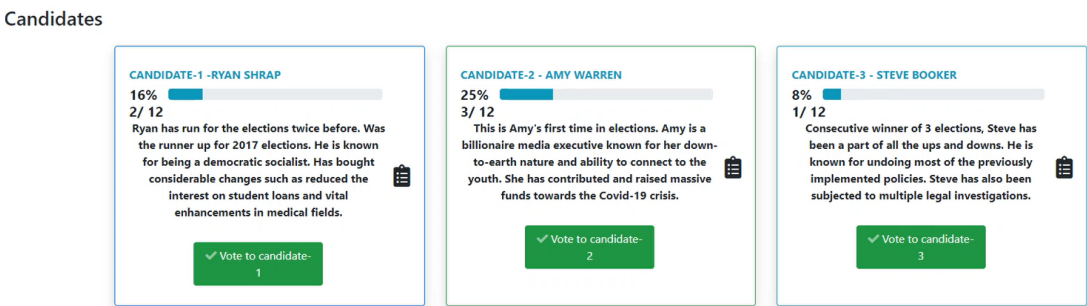 Candidates
CANDIDATE-1 -RYAN SHRAP
16%
2/ 12
Ryan has run for the elections twice before. Was
the runner up for 2017 elections. He is known
for being a democratic socialist. Has bought
considerable changes such as reduced the
interest on student loans and vital
enhancements in medical fields.
Vote to candidate-
1
CANDIDATE-2 - AMY WARREN
25%
3/ 12
This is Amy's first time in elections. Amy is a
billionaire media executive known for her down-
to-earth nature and ability to connect to the
youth. She has contributed and raised massive
funds towards the Covid-19 crisis.
Vote to candidate-
2
CANDIDATE-3 - STEVE BOOKER
8%
1/ 12
Consecutive winner of 3 elections, Steve has
been a part of all the ups and downs. He is
known for undoing most of the previously
implemented policies. Steve has also been
subjected to multiple legal investigations.
Vote to candidate-
3